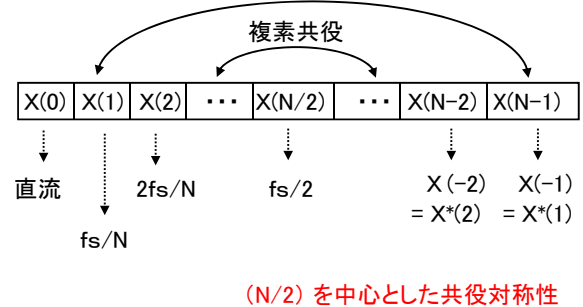 複素共役
X(0) X(1) X(2) ・・・ X(N/2) ・・・ X(N-2) X(N-1)
直流 2fs/N fs/2 X(-2) X(-1)
= X*(2) = X*(1)
fs/N
(N/2) を中心とした共役対称性